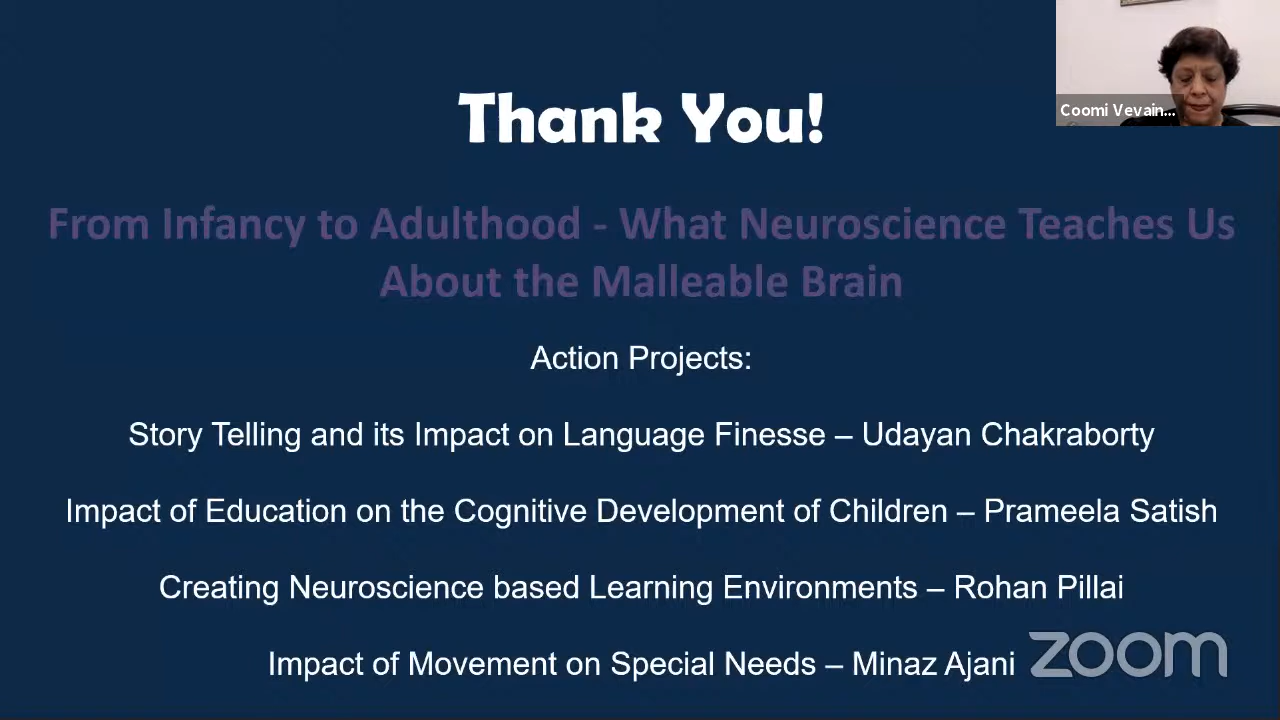 Coomi Vevain...
Thank You!
From Infancy to Adulthood - What Neuroscience Teaches Us
About the Malleable Brain
Action Projects:
Story Telling and its Impact on Language Finesse – Udayan Chakraborty
Impact of Education on the Cognitive Development of Children – Prameela Satish
Creating Neuroscience based Learning Environments – Rohan Pillai
Impact of Movement on Special Needs – Minaz Ajani
zoom